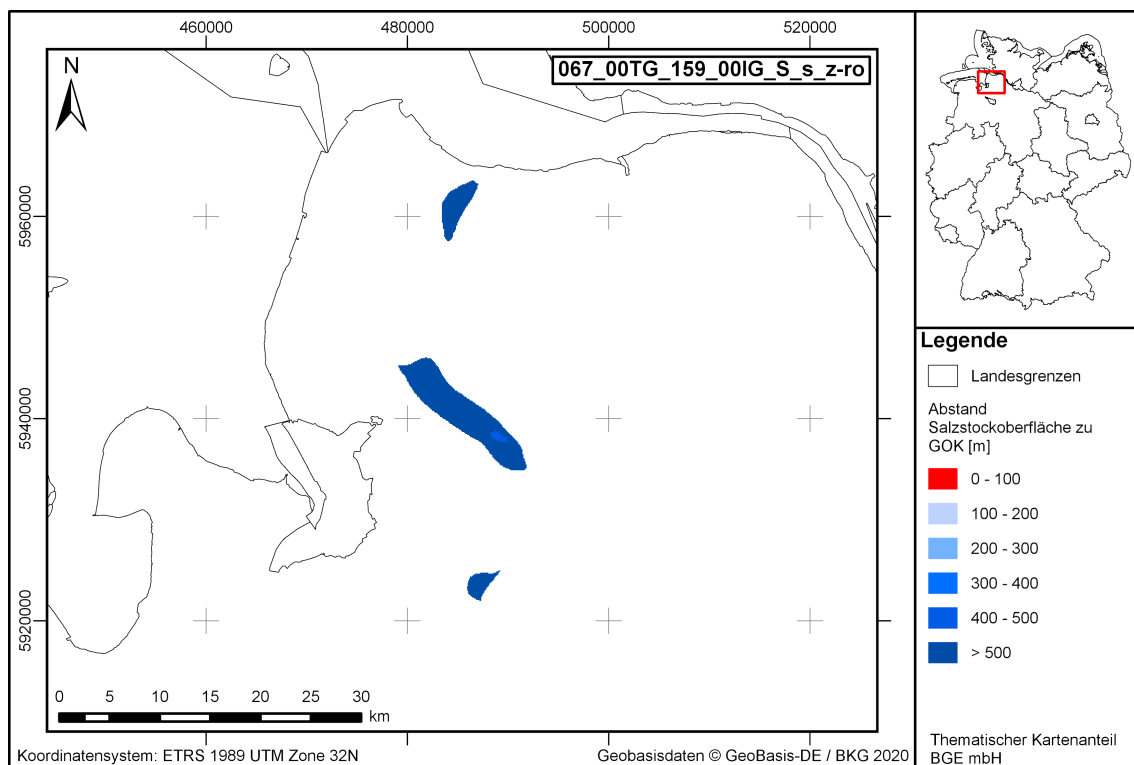 460000 480000 500000 520000
067_00TG_159_00IG_S_s_z-ro
N
5960000
5940000
5920000
0 5 10 15 20 25 30
km
Koordinatensystem: ETRS 1989 UTM Zone 32N
Geobasisdaten © GeoBasis-DE / BKG 2020
Legende
Landesgrenzen
Abstand
Salzstockoberfläche zu
GOK [m]
0 - 100
100 - 200
200 - 300
300 - 400
400 - 500
> 500
Thematischer Kartenanteil
BGE mbH